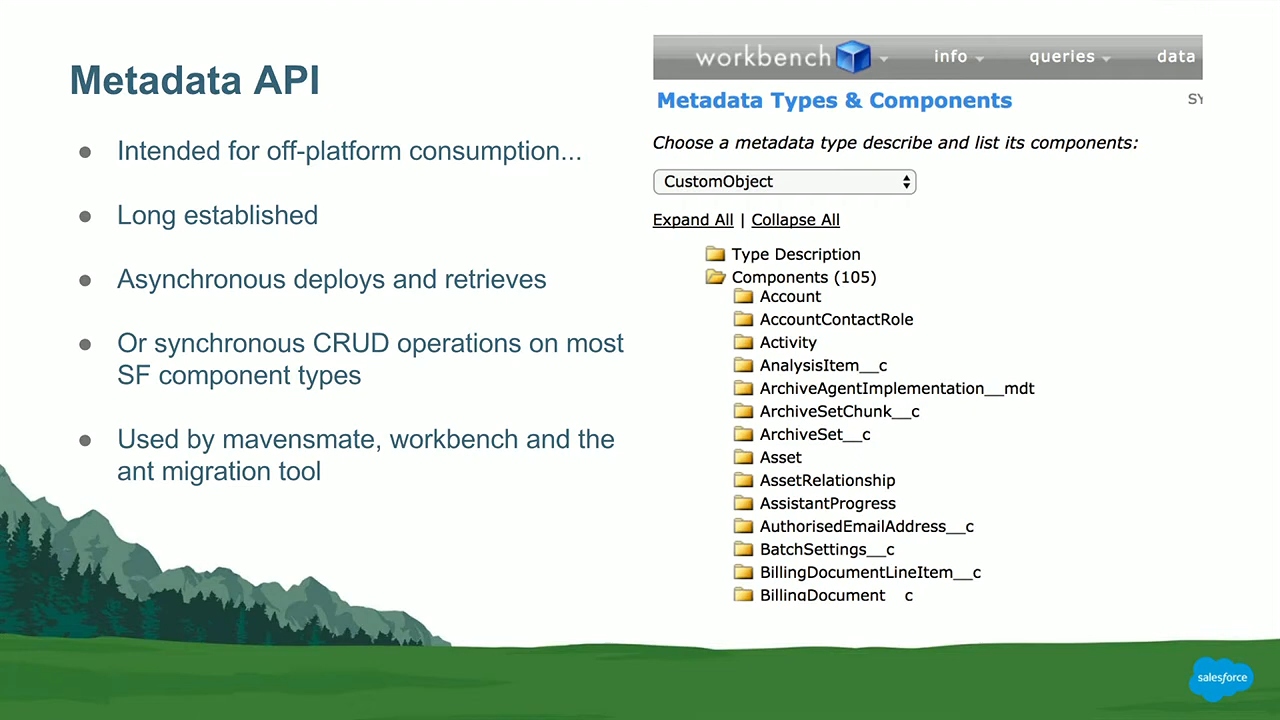 Metadata API
● Intended for off-platform consumption...
● Long established
● Asynchronous deploys and retrieves
● Or synchronous CRUD operations on most
SF component types
● Used by mavensmate, workbench and the
ant migration tool
workbench info queries data
Metadata Types & Components
SY
Choose a metadata type describe and list its components:
CustomObject
Expand All | Collapse All
Type Description
Components (105)
Account
AccountContactRole
Activity
AnalysisItem__c
ArchiveAgentImplementation__mdt
ArchiveSetChunk__c
ArchiveSet__c
Asset
AssetRelationship
AssistantProgress
AuthorisedEmailAddress__c
BatchSettings__c
BillingDocumentLineItem__c
BillingDocument__c
salesforce